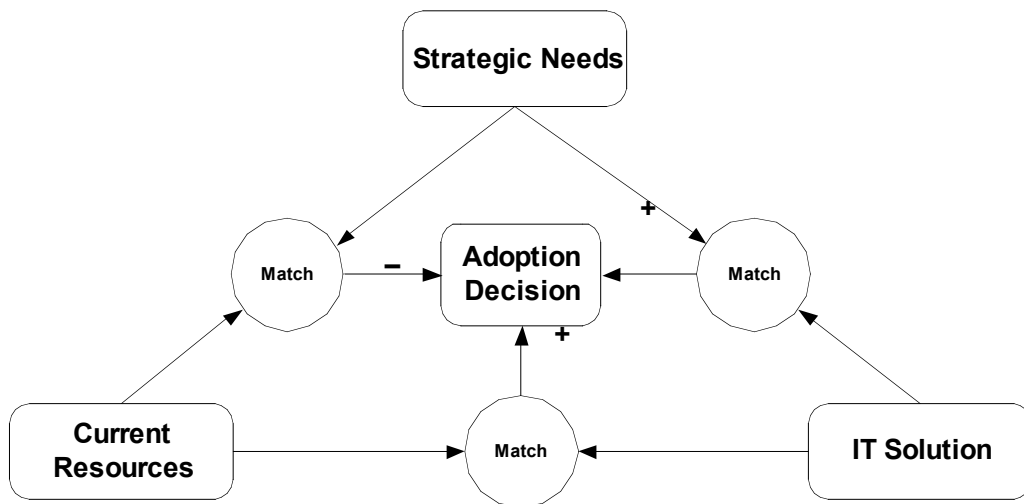 Strategic Needs
+
Match
–
Adoption
Decision
Match
+
Current
Resources
Match
IT Solution